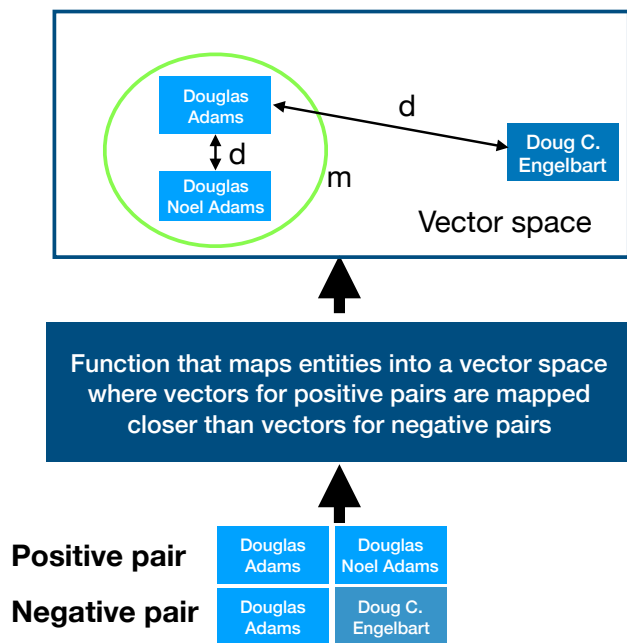 Douglas
Adams
d
d
Doug C.
Engelbart
Douglas
Noel Adams
m
Vector space
Function that maps entities into a vector space
where vectors for positive pairs are mapped
closer than vectors for negative pairs
Positive pair
Douglas
Adams
Douglas
Noel Adams
Negative pair
Douglas
Adams
Doug C.
Engelbart